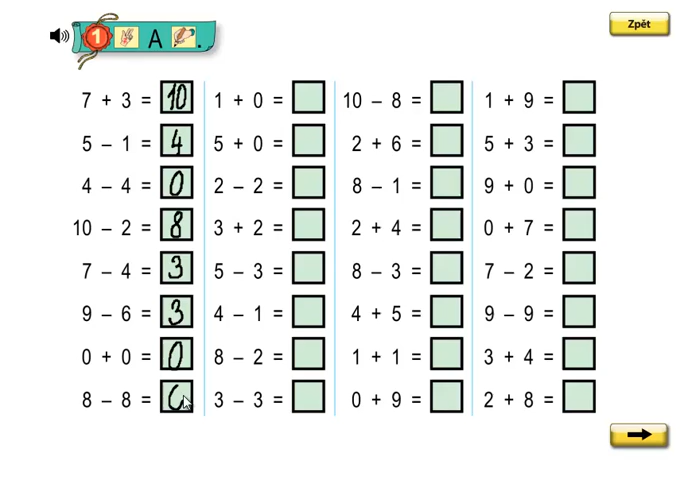 1 A .
Zpět
7 + 3 = 10 1 + 0 = 10 – 8 = 1 + 9 =
5 – 1 = 4 5 + 0 = 2 + 6 = 5 + 3 =
4 – 4 = 0 2 – 2 = 8 – 1 = 9 + 0 =
10 – 2 = 8 3 + 2 = 2 + 4 = 0 + 7 =
7 – 4 = 3 5 – 3 = 8 – 3 = 7 – 2 =
9 – 6 = 3 4 – 1 = 4 + 5 = 9 – 9 =
0 + 0 = 0 8 – 2 = 1 + 1 = 3 + 4 =
8 – 8 = 3 – 3 = 0 + 9 = 2 + 8 =